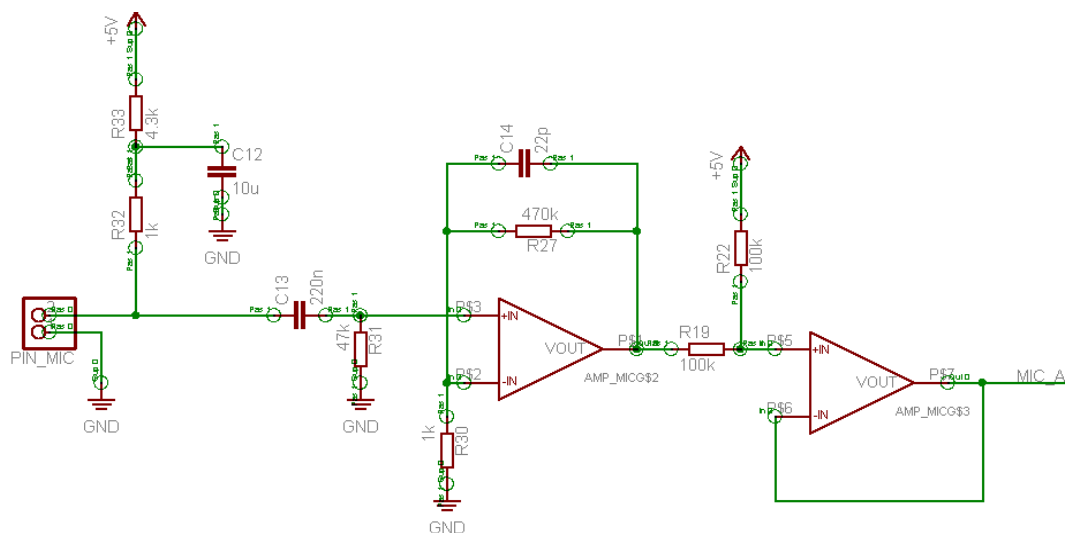 +5V
R33
4.3k
C12
10u
GND
R32
1k
PIN_MIC
GND
C13
220n
47k
R31
GND
C14
22p
470k
R27
P$3
+IN
VOUT
P$2
-IN
AMP_MICG$2
1k
R30
GND
P$1
R19
100k
+5V
R22
100k
P$5
+IN
VOUT
P$6
-IN
AMP_MICG$3
P$7
MIC_A